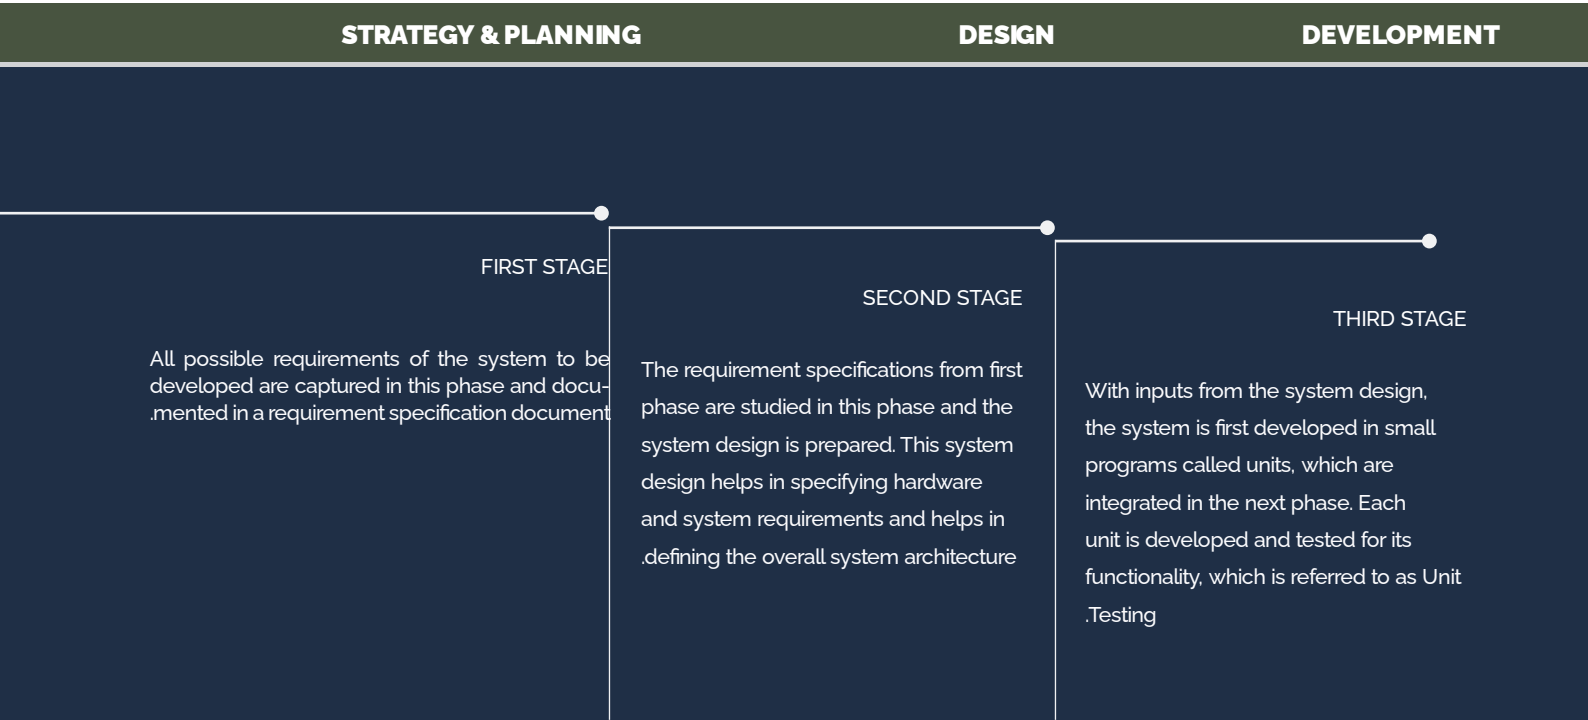 STRATEGY & PLANNING
DESIGN
DEVELOPMENT
FIRST STAGE
All possible requirements of the system to be
developed are captured in this phase and docu-
.mented in a requirement specification document
SECOND STAGE
The requirement specifications from first
phase are studied in this phase and the
system design is prepared. This system
design helps in specifying hardware
and system requirements and helps in
.defining the overall system architecture
THIRD STAGE
With inputs from the system design,
the system is first developed in small
programs called units, which are
integrated in the next phase. Each
unit is developed and tested for its
functionality, which is referred to as Unit
.Testing